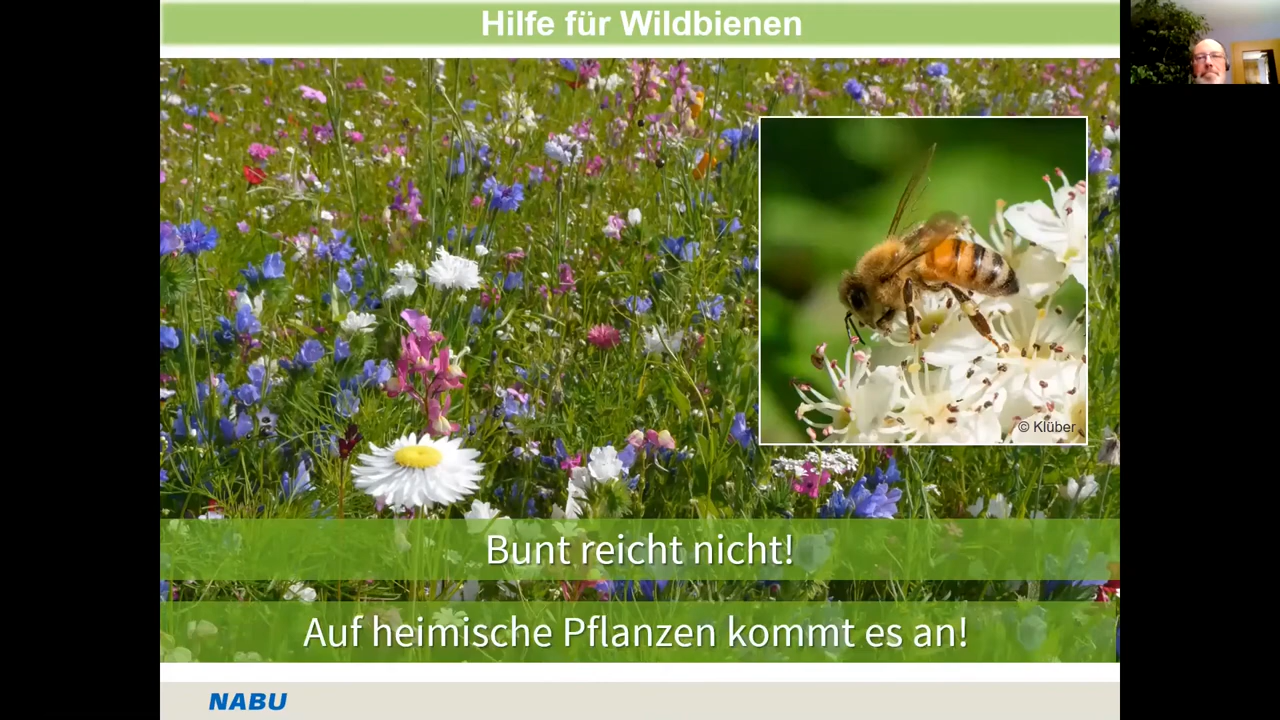 Hilfe für Wildbienen
© Klüber
Bunt reicht nicht!
Auf heimische Pflanzen kommt es an!
NABU